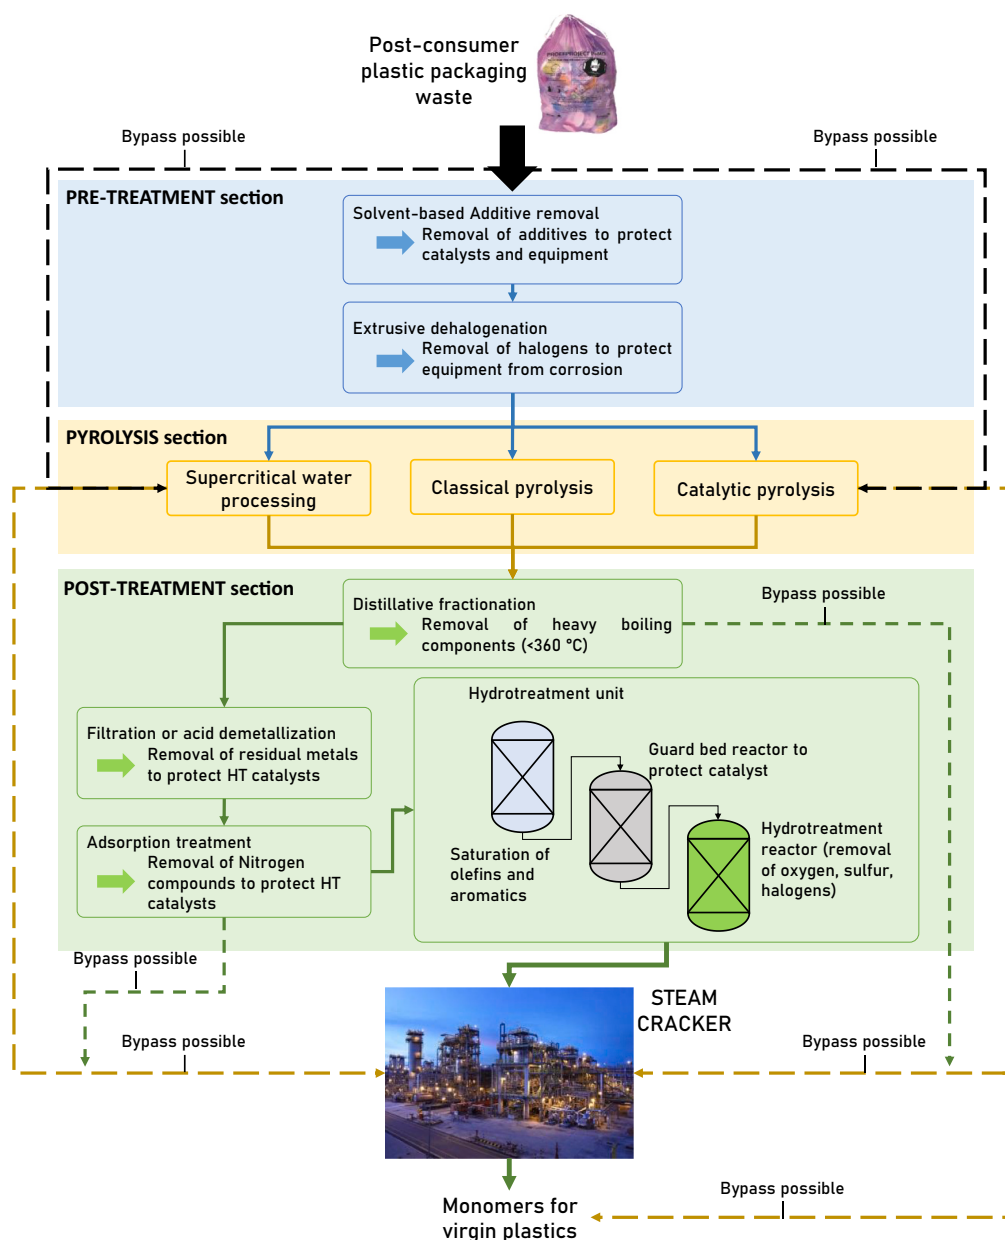 Post-consumer
plastic packaging
waste
Bypass possible
Bypass possible
PRE-TREATMENT section
Solvent-based Additive removal
Removal of additives to protect
catalysts and equipment
Extrusive dehalogenation
Removal of halogens to protect
equipment from corrosion
PYROLYSIS section
Supercritical water
processing
Classical pyrolysis
Catalytic pyrolysis
POST-TREATMENT section
Bypass possible
Distillative fractionation
Removal of heavy boiling
components (<360 °C)
Hydrotreatment unit
Filtration or acid demetallization
Removal of residual metals
to protect HT catalysts
Guard bed reactor to
protect catalyst
Adsorption treatment
Removal of Nitrogen
compounds to protect HT
catalysts
Saturation of
olefins and
aromatics
Hydrotreatment
reactor (removal
of oxygen, sulfur,
halogens)
Bypass possible
STEAM
CRACKER
Bypass possible
Bypass possible
Monomers for
virgin plastics
Bypass possible